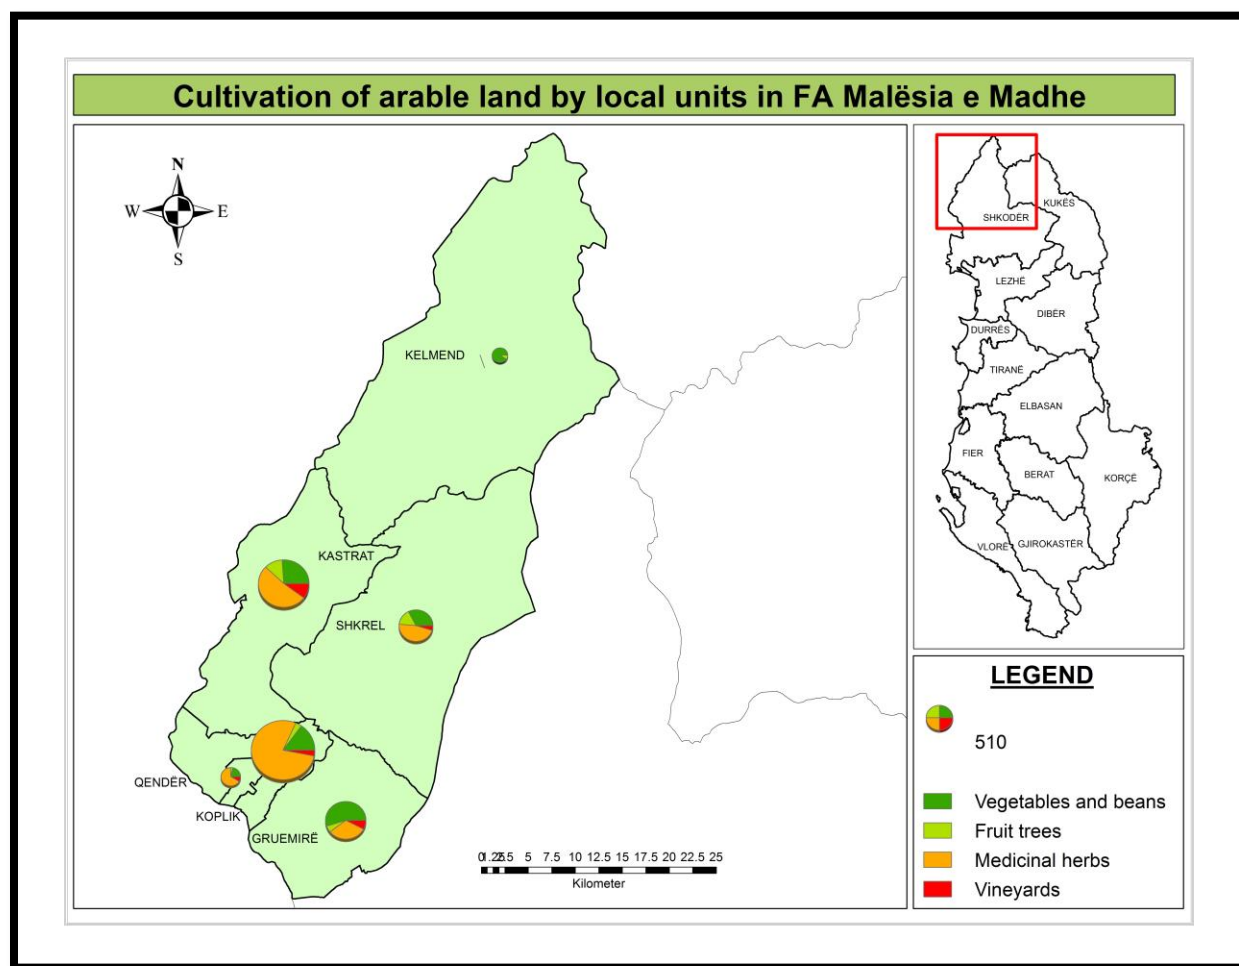 Cultivation of arable land by local units in FA Malësia e Madhe
N
W E
S
KELMEND
KASTRAT
SHKREL
QENDËR
KOPLIK
GRUEMIRË
5 7.5 10 12.5 15 17.5 20 22.5 25
Kilometer
KUKËS
SHKODËR
LEZHË
DIBËR
DURRËS
TIRANË
ELBASAN
FIER
BERAT
KORÇË
VLORË
GJIROKASTËR
LEGEND
510
Vegetables and beans
Fruit trees
Medicinal herbs
Vineyards